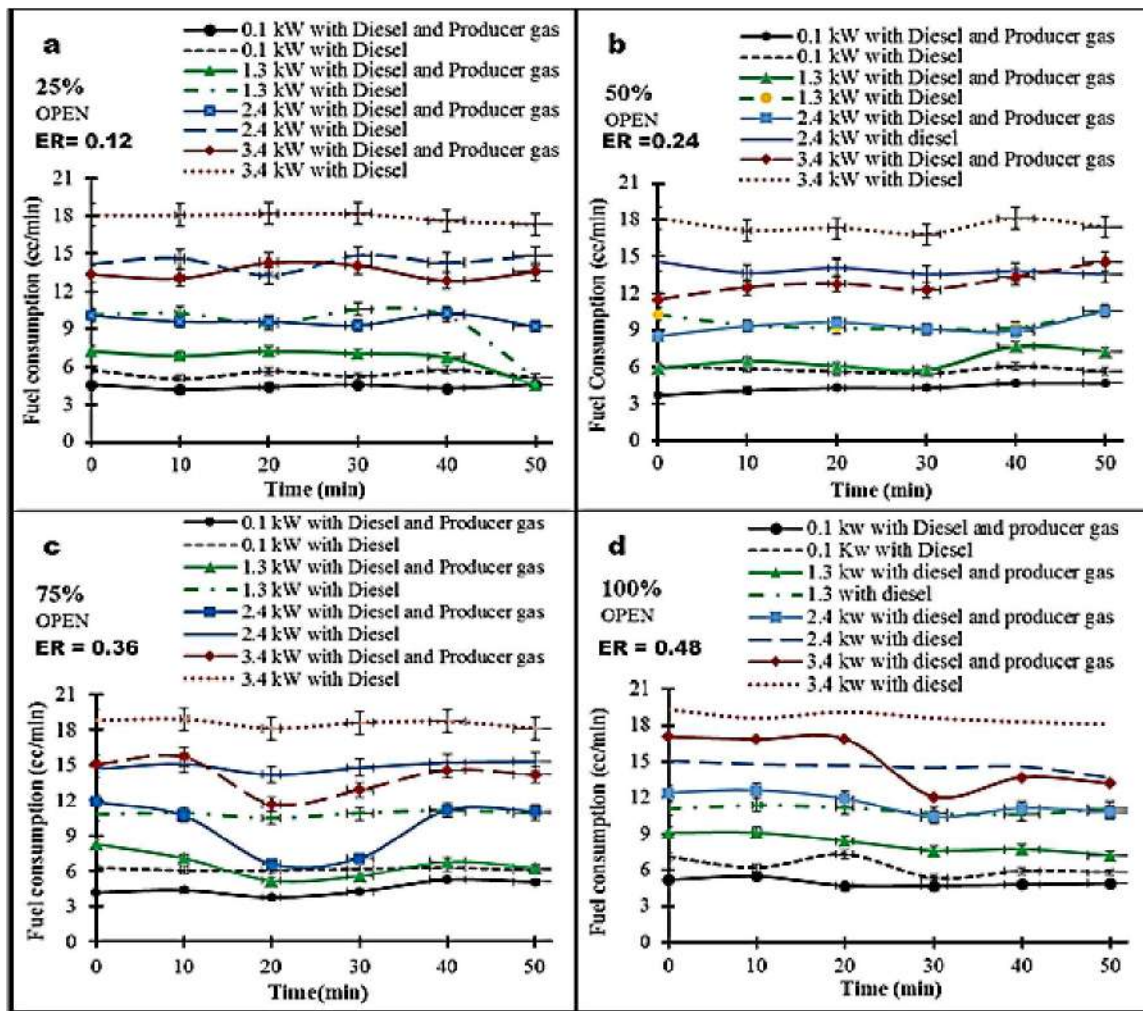 a
25%
OPEN
ER= 0.12
0.1 kW with Diesel and Producer gas
0.1 kW with Diesel
1.3 kW with Diesel and Producer gas
1.3 kW with Diesel
2.4 kW with Diesel and Producer gas
2.4 kW with Diesel
3.4 kW with Diesel and Producer gas
3.4 kW with Diesel
Fuel consumption (cc/min)
21
18
15
12
9
6
3
0
0 10 20 30 40 50
Time (min)
b
50%
OPEN
ER =0.24
0.1 kW with Diesel and Producer gas
0.1 kW with Diesel
1.3 kW with Diesel and Producer gas
1.3 kW with Diesel
2.4 kW with Diesel and Producer gas
2.4 kW with diesel
3.4 kW with Diesel and Producer gas
3.4 kW with Diesel
Fuel Consumption (cc/min)
21
18
15
12
9
6
3
0
0 10 20 30 40 50
Time (min)
c
75%
OPEN
ER = 0.36
0.1 kW with Diesel and Producer gas
0.1 kW with Diesel
1.3 kW with Diesel and Producer gas
1.3 kW with Diesel
2.4 kW with Diesel and Producer gas
2.4 kW with Diesel
3.4 kW with Diesel and Producer gas
3.4 kW with Diesel
Fuel consumption (cc/min)
21
18
15
12
9
6
3
0
0 10 20 30 40 50
Time(min)
d
100%
OPEN
ER = 0.48
0.1 kw with Diesel and producer gas
0.1 Kw with Diesel
1.3 kw with diesel and producer gas
1.3 with diesel
2.4 kw with diesel and producer gas
2.4 kw with diesel
3.4 kw with diesel and producer gas
3.4 kw with diesel
Fuel consumption (cc/min)
21
18
15
12
9
6
3
0
0 10 20 30 40 50
Time (min)